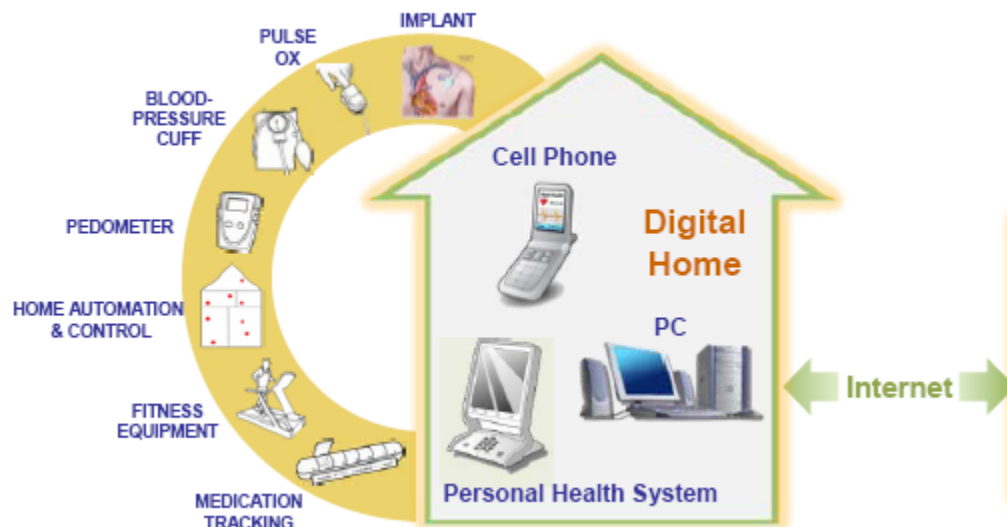 IMPLANT
PULSE
OX
BLOOD-
PRESSURE
CUFF
PEDOMETER
HOME AUTOMATION
& CONTROL
FITNESS
EQUIPMENT
MEDICATION
TRACKING
Cell Phone
Digital
Home
PC
Personal Health System
Internet